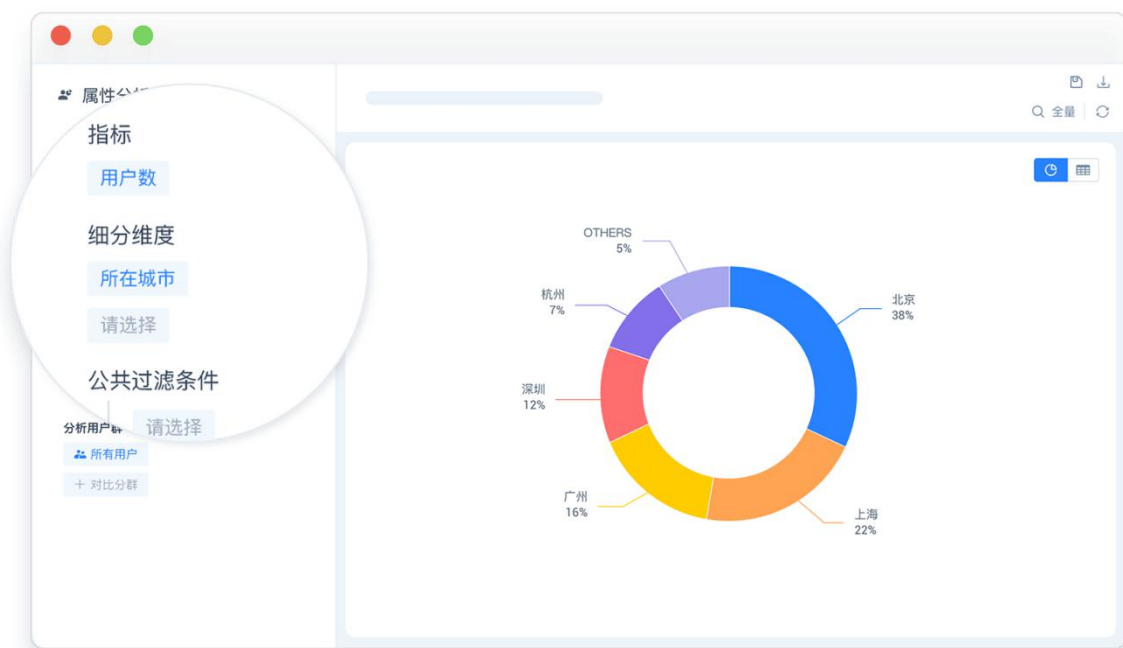 属性分析
指标
用户数
细分维度
所在城市
请选择
公共过滤条件
请选择
分析用户群
所有用户
+ 对比分群
全量
OTHERS
5%
杭州
7%
深圳
12%
广州
16%
北京
38%
上海
22%